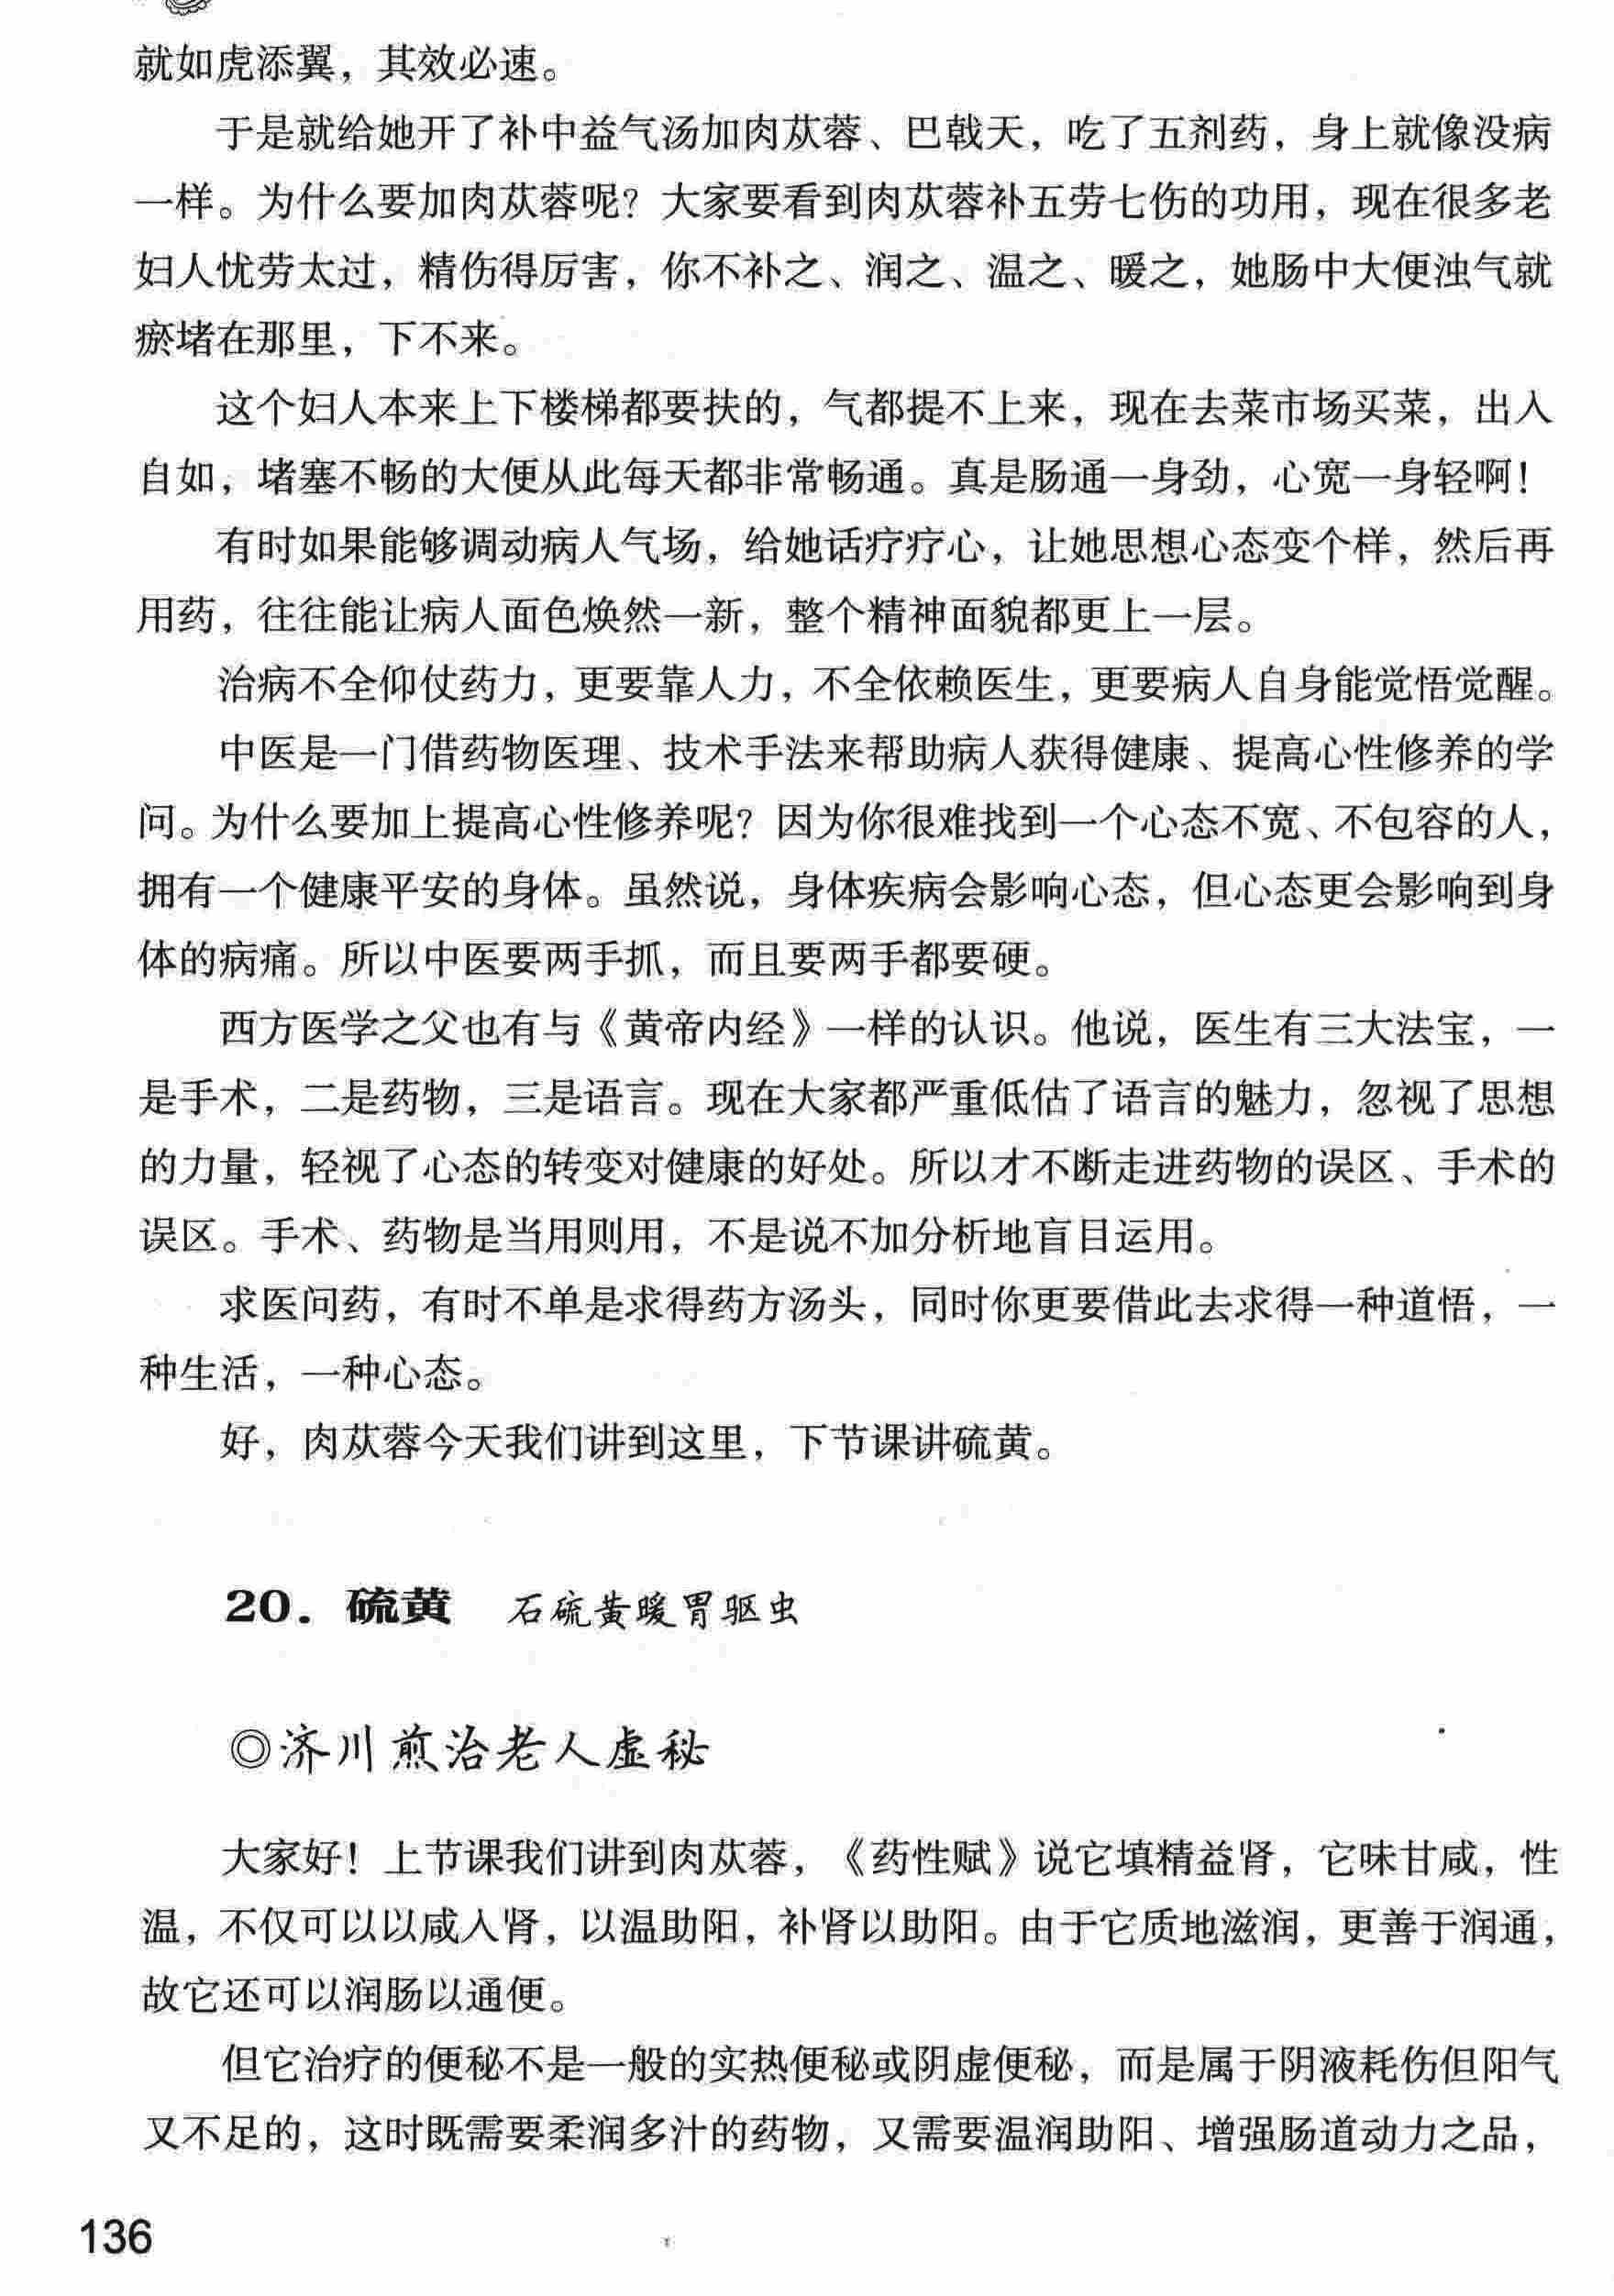 就如虎添翼，其效必速。
于是就给她开了补中益气汤加肉苁蓉、巴戟天，吃了五剂药，身上就像没病
一样。为什么要加肉苁蓉呢？大家要看到肉苁蓉补五劳七伤的功用，现在很多老
妇人忧劳太过，精伤得厉害，你不补之、润之、温之、暖之，她肠中大便浊气就
瘀堵在那里，下不来。
这个妇人本来上下楼梯都要扶的，气都提不上来，现在去菜市场买菜，出入
自如，堵塞不畅的大便从此每天都非常畅通。真是肠通一身劲，心宽一身轻啊！
有时如果能够调动病人气场，给她话疗疗心，让她思想心态变个样，然后再
用药，往往能让病人面色焕然一新，整个精神面貌都更上一层。
治病不全仰仗药力，更要靠人力，不全依赖医生，更要病人自身能觉悟觉醒。
中医是一门借药物医理、技术手法来帮助病人获得健康、提高心性修养的学
问。为什么要加上提高心性修养呢？因为你很难找到一个心态不宽、不包容的人，
拥有一个健康平安的身体。虽然说，身体疾病会影响心态，但心态更会影响到身
体的病痛。所以中医要两手抓，而且要两手都要硬。
西方医学之父也有与《黄帝内经》一样的认识。他说，医生有三大法宝，一
是手术，二是药物，三是语言。现在大家都严重低估了语言的魅力，忽视了思想
的力量，轻视了心态的转变对健康的好处。所以才不断走进药物的误区、手术的
误区。手术、药物是当用则用，不是说不加分析地盲目运用。
求医问药，有时不单是求得药方汤头，同时你更要借此去求得一种道悟，一
种生活，一种心态。
好，肉苁蓉今天我们讲到这里，下节课讲硫黄。
20．硫黄 石硫黄暖胃驱虫
◎济川煎治老人虚秘
大家好！上节课我们讲到肉苁蓉，《药性赋》说它填精益肾，它味甘咸，性
温，不仅可以以咸入肾，以温助阳，补肾以助阳。由于它质地滋润，更善于润通，
故它还可以润肠以通便。
但它治疗的便秘不是一般的实热便秘或阴虚便秘，而是属于阴液耗伤但阳气
又不足的，这时既需要柔润多汁的药物，又需要温润助阳、增强肠道动力之品，
136